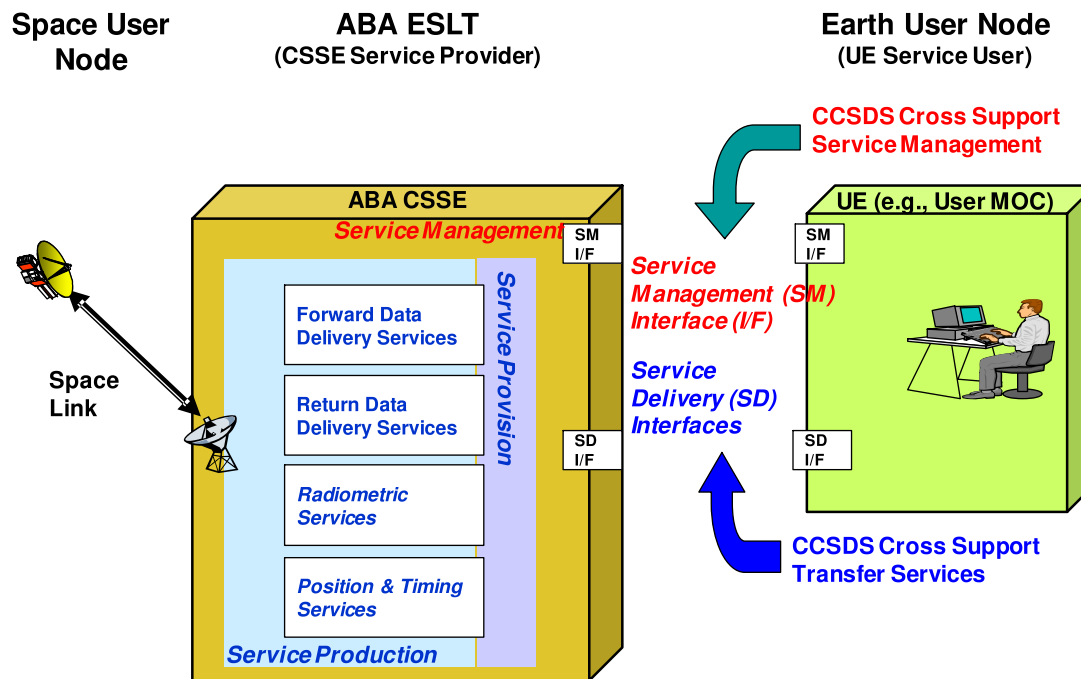 Space User
Node
ABA ESLT
(CSSE Service Provider)
Earth User Node
(UE Service User)
CCSDS Cross Support
Service Management
ABA CSSE
Service Management
SM
I/F
UE (e.g., User MOC)
SM
I/F
Service
Management (SM)
Interface (I/F)
Service Provision
Forward Data
Delivery Services
Space
Link
Return Data
Delivery Services
Service
Delivery (SD)
Interfaces
SD
I/F
SD
I/F
Radiometric
Services
Position & Timing
Services
Service Production
CCSDS Cross Support
Transfer Services